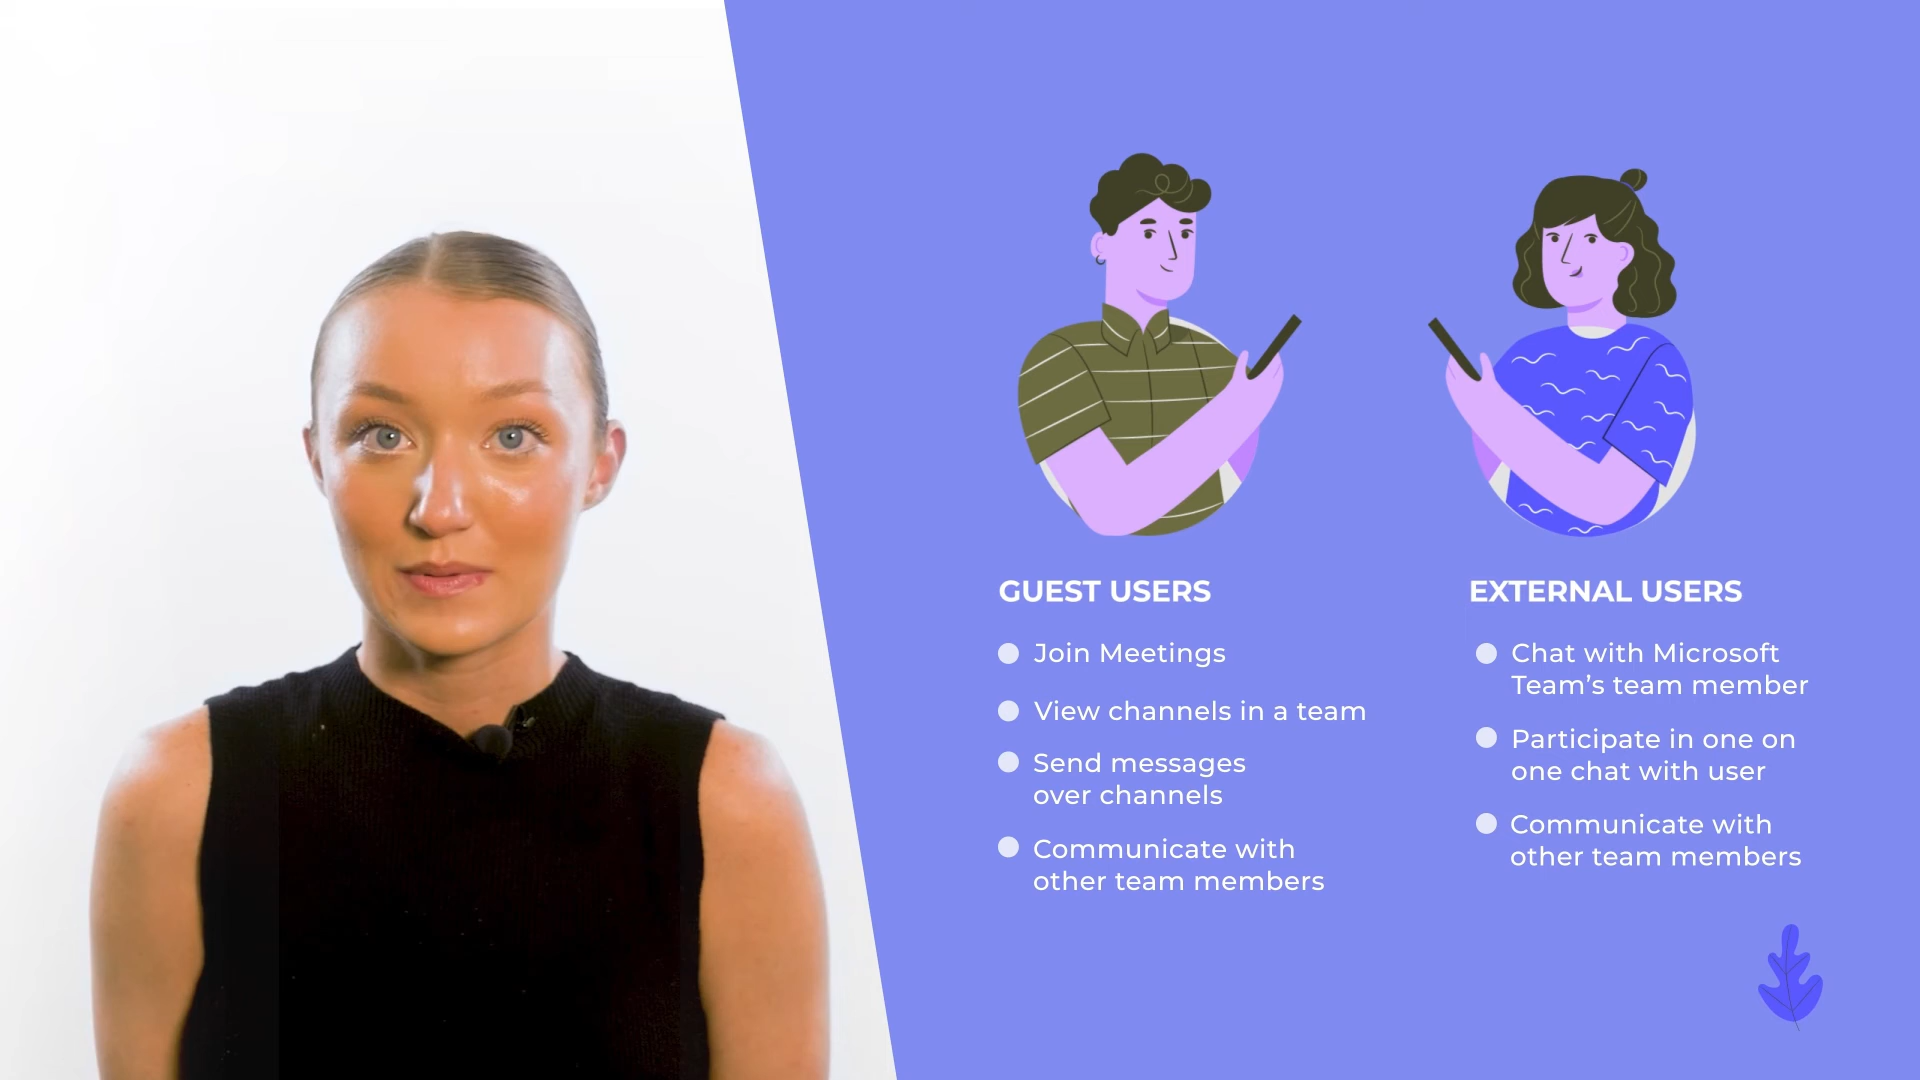 GUEST USERS
Join Meetings
View channels in a team
Send messages
over channels
Communicate with
other team members
EXTERNAL USERS
Chat with Microsoft
Team’s team member
Participate in one on
one chat with user
Communicate with
other team members